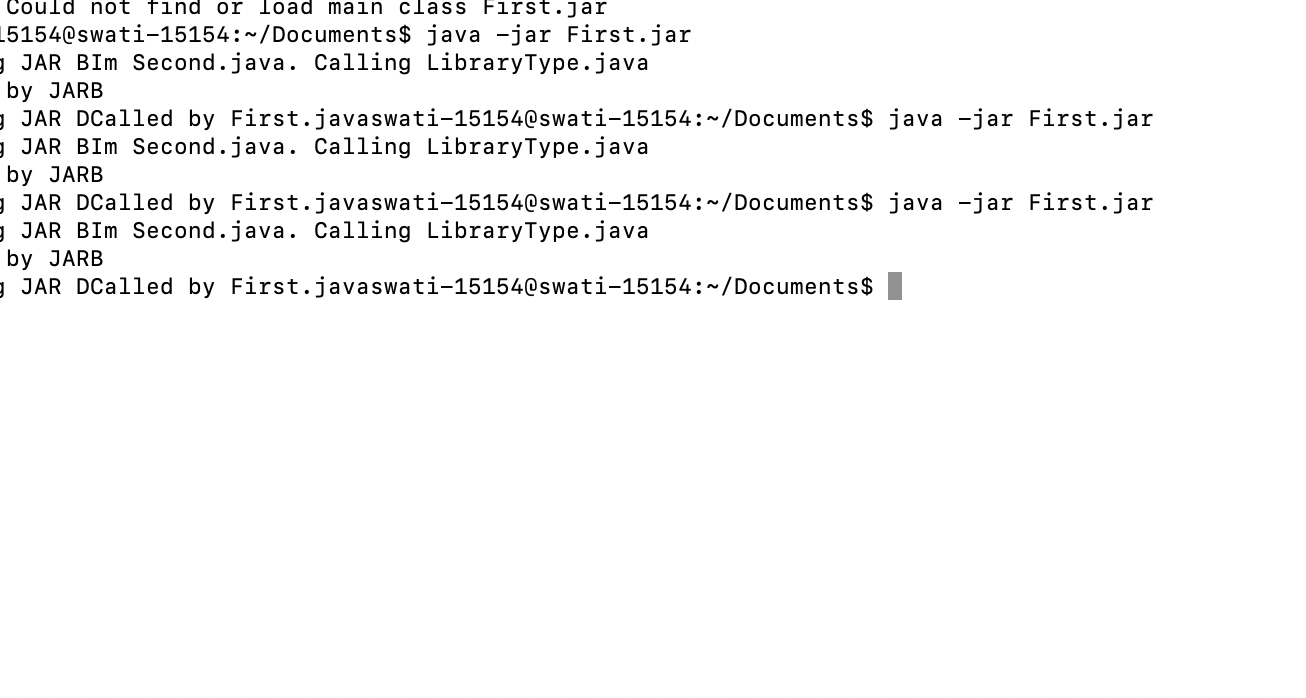 Could not find or load main class First.jar
15154@swati-15154:~/Documents$ java -jar First.jar
g JAR BIm Second.java. Calling LibraryType.java
by JARB
g JAR DCalled by First.javaswati-15154@swati-15154:~/Documents$ java -jar First.jar
g JAR BIm Second.java. Calling LibraryType.java
by JARB
g JAR DCalled by First.javaswati-15154@swati-15154:~/Documents$ java -jar First.jar
g JAR BIm Second.java. Calling LibraryType.java
by JARB
g JAR DCalled by First.javaswati-15154@swati-15154:~/Documents$